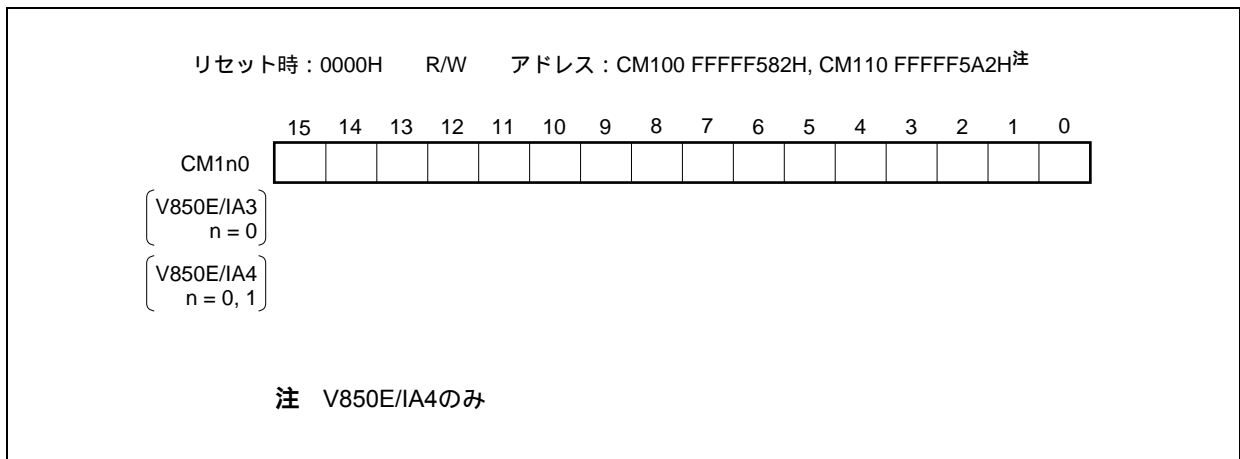 リセット時：0000H R/W アドレス：CM100 FFFFF582H, CM110 FFFFF5A2H注
15 14 13 12 11 10 9 8 7 6 5 4 3 2 1 0
CM1n0
V850E/IA3
n = 0
V850E/IA4
n = 0, 1
注 V850E/IA4のみ